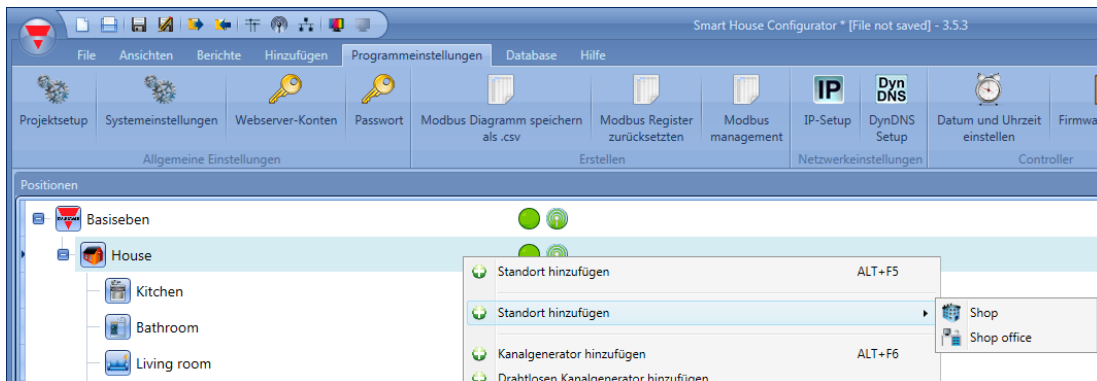 Smart House Configurator * [File not saved] - 3.5.3
File Ansichten Berichte Hinzufügen Programmeinstellungen Database Hilfe
IP Dyn DNS
Projektsetup Systemeinstellungen Webserver-Konten Passwort Modbus Diagramm speichern als .csv Modbus Register zurücksetzten Modbus management IP-Setup DynDNS Setup Datum und Uhrzeit einstellen Firmwa
Allgemeine Einstellungen Erstellen Netzwerkeinstellungen Controller
Positionen
Basiseben
House
Standort hinzufügen ALT+F5
Kitchen
Standort hinzufügen Shop
Bathroom
Shop office
Kanalgenerator hinzufügen ALT+F6
Living room
Drahtlosen Kanalgenerator hinzufügen